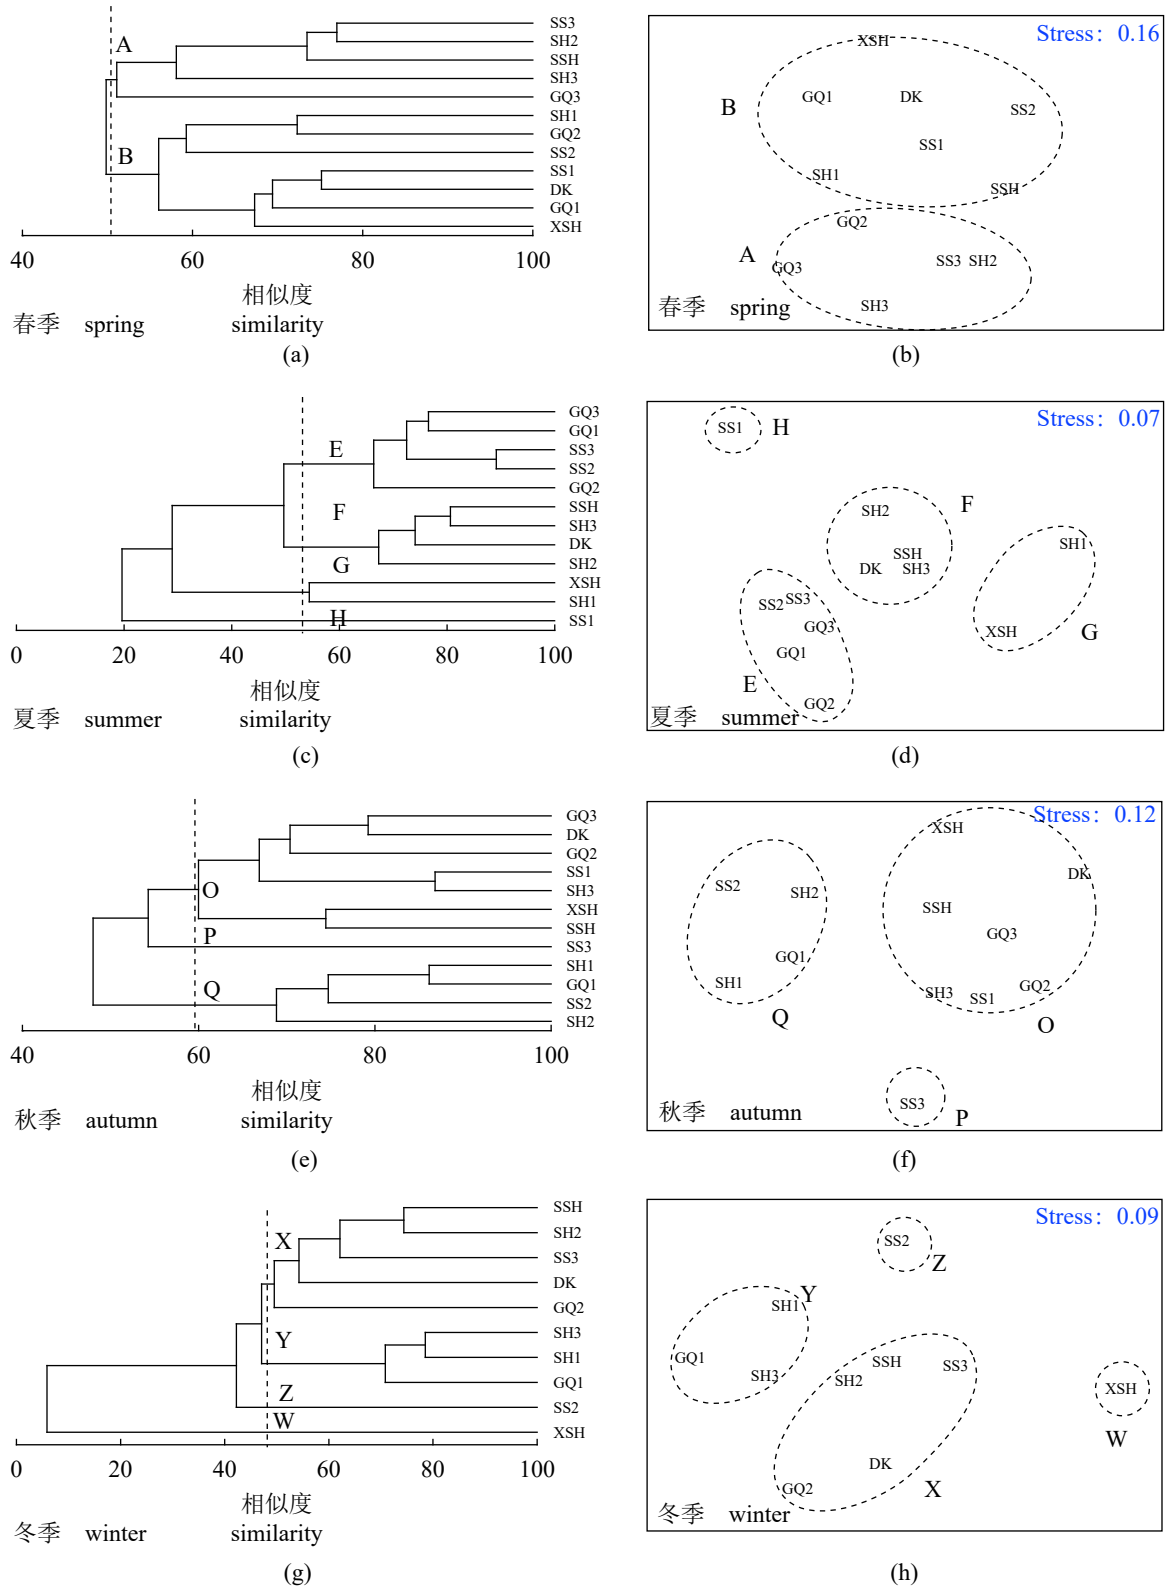 A
B
SS3
SH2
SSH
SH3
GQ3
SH1
GQ2
SS2
SS1
DK
GQ1
XSH
40 60 80 100
相似度
春季 spring similarity
(a)
Stress: 0.16
XSH
GQ1 DK
B SS2
SS1
SH1
SSH
GQ2
A
GQ3 SS3 SH2
SH3
春季 spring
(b)
E
F
G
H
GQ3
GQ1
SS3
SS2
GQ2
SSH
SH3
DK
SH2
XSH
SH1
SS1
0 20 40 60 80 100
相似度
夏季 summer similarity
(c)
Stress: 0.07
SS1 H
F
SH2
SH1
SSH
DK SH3
SS2 SS3
GQ3
XSH G
GQ1
E
GQ2
夏季 summer
(d)
O
P
Q
GQ3
DK
GQ2
SS1
SH3
XSH
SSH
SS3
SH1
GQ1
SS2
SH2
40 60 80 100
相似度
秋季 autumn similarity
(e)
Stress: 0.12
XSH
DK
SS2 SH2
SSH
GQ3
GQ1
SH1 SH3 SS1 GQ2
Q O
SS3
P
秋季 autumn
(f)
X
Y
Z
W
SSH
SH2
SS3
DK
GQ2
SH3
SH1
GQ1
SS2
XSH
0 20 40 60 80 100
相似度
冬季 winter similarity
(g)
Stress: 0.09
SS2
Z
Y
SH1
GQ1 SSH SS3
SH3 SH2
XSH
W
DK
GQ2 X
冬季 winter
(h)